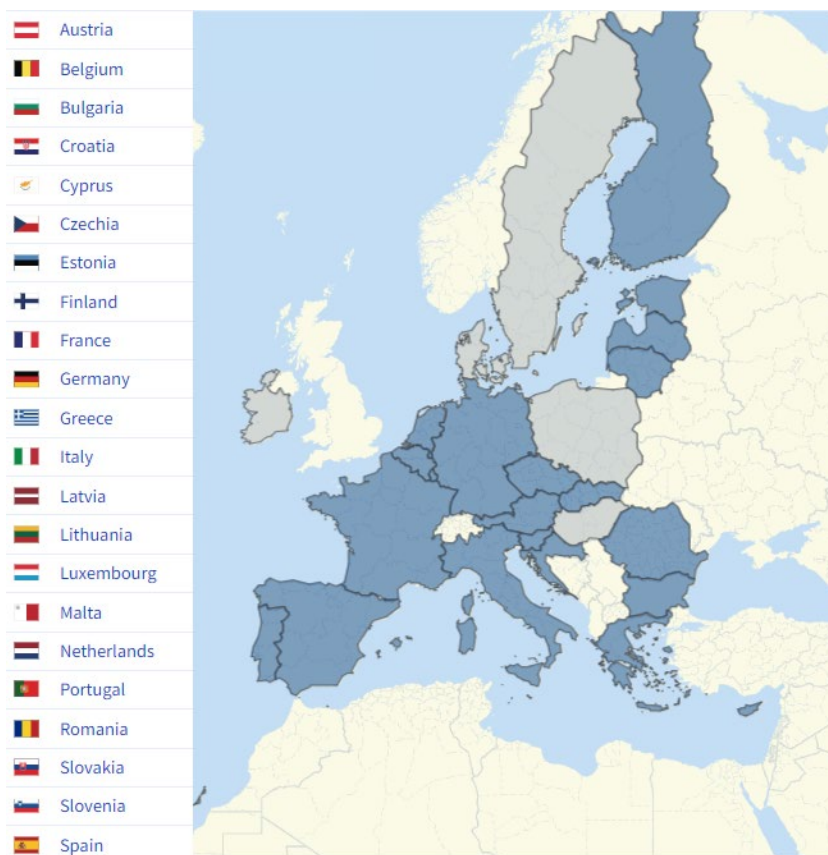 Austria
Belgium
Bulgaria
Croatia
Cyprus
Czechia
Estonia
Finland
France
Germany
Greece
Italy
Latvia
Lithuania
Luxembourg
Malta
Netherlands
Portugal
Romania
Slovakia
Slovenia
Spain